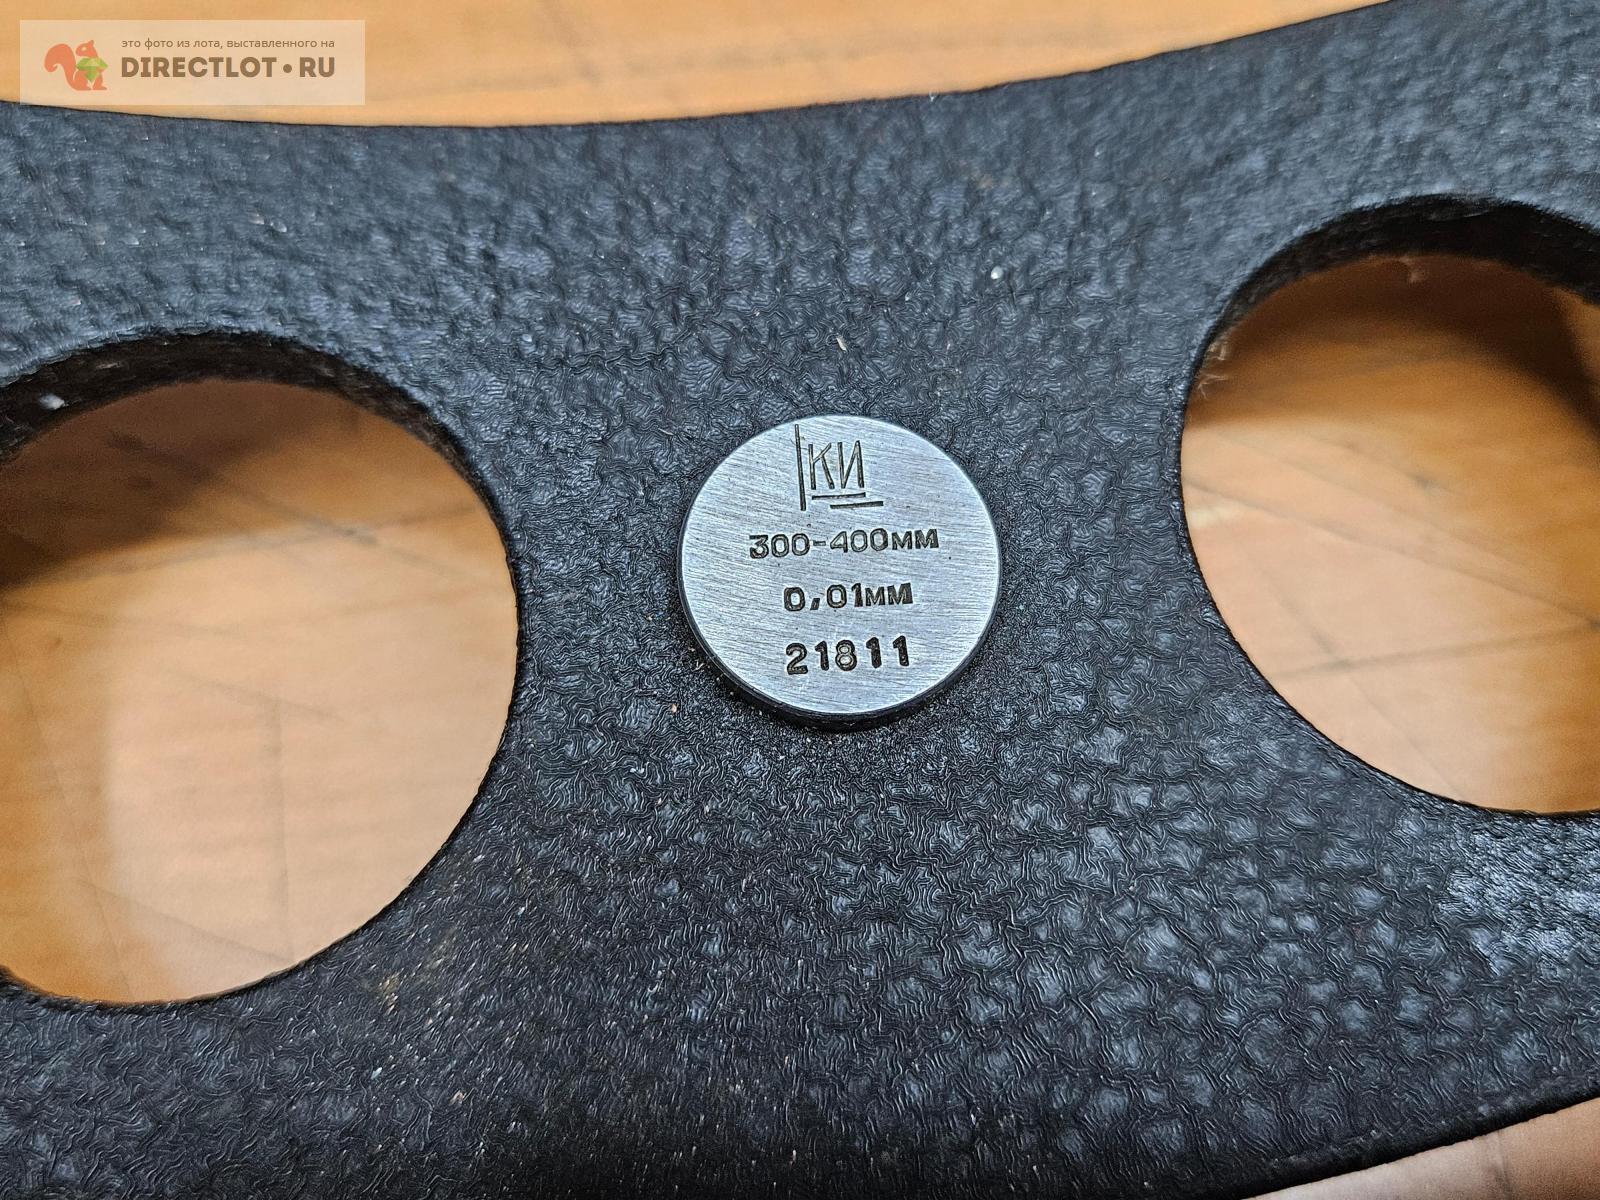 это фото из лота, выставленного на
DIRECTLOT•RU
КИ
300-400мм
0,01мм
21811